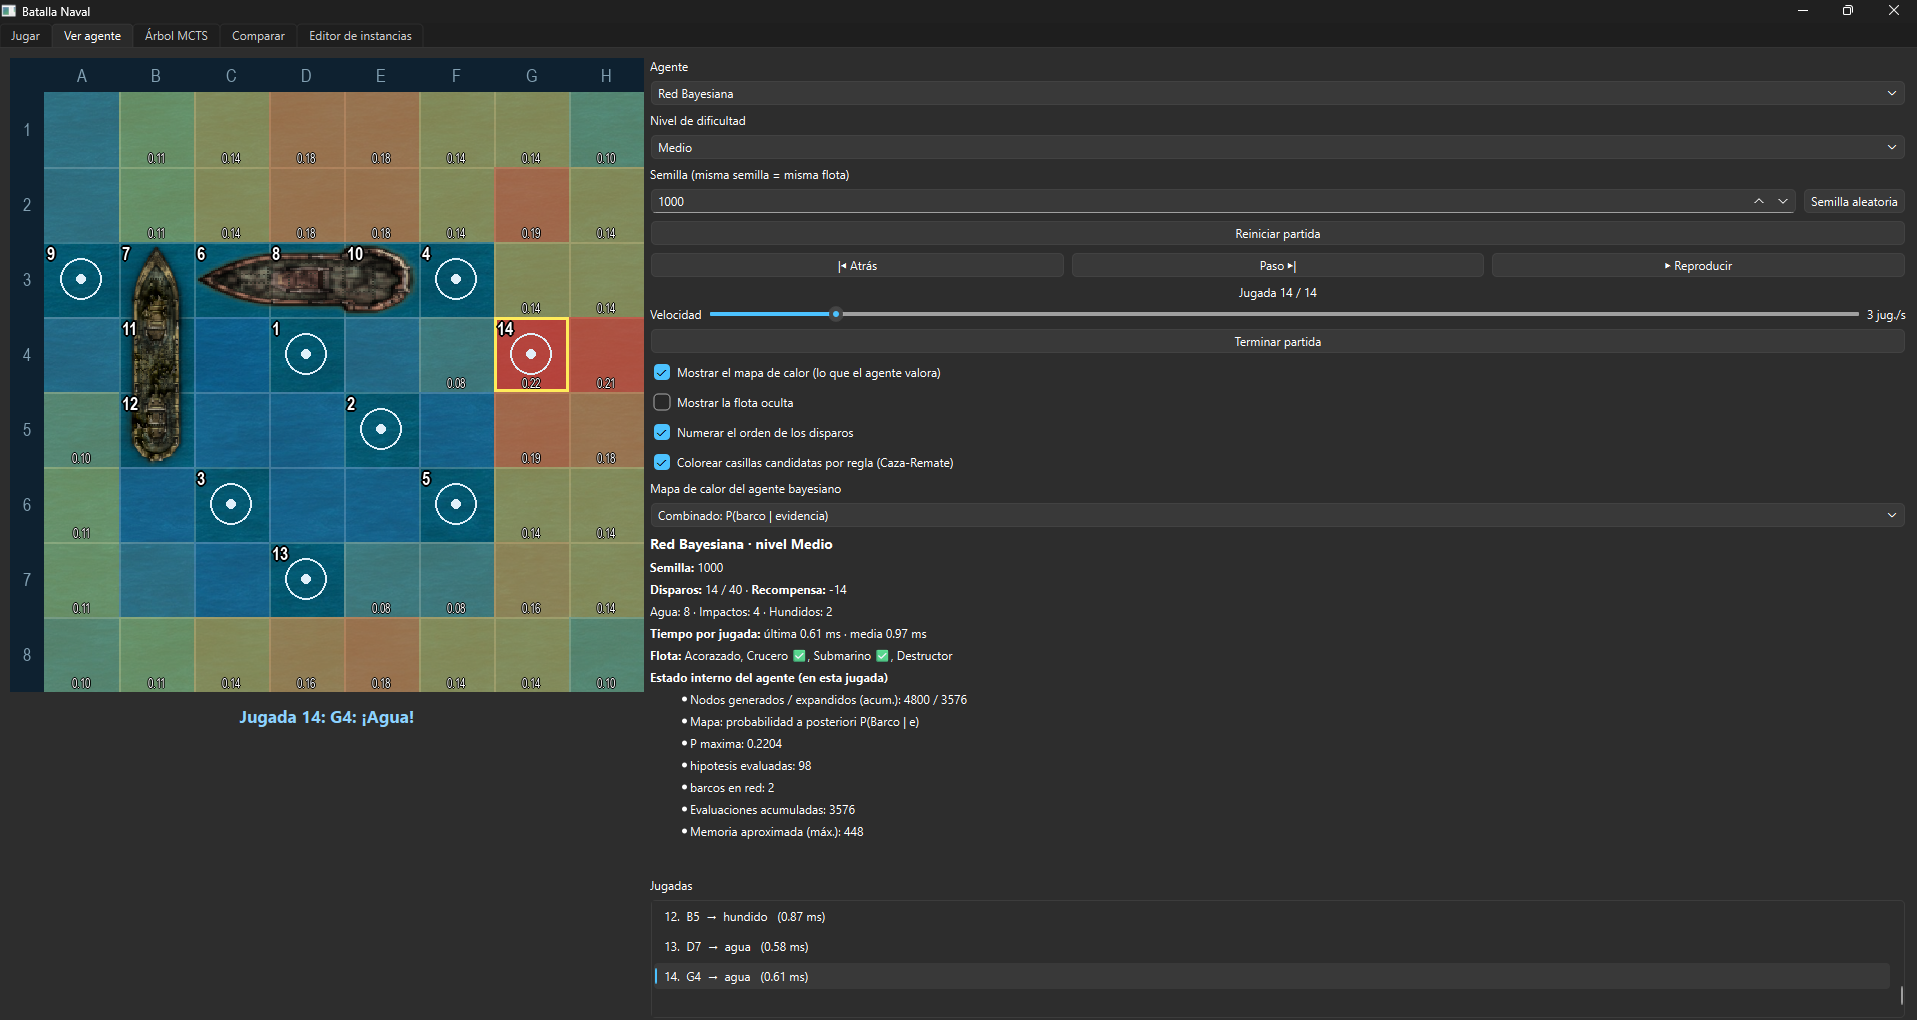 Batalla Naval
Jugar Ver agente Árbol MCTS Comparar Editor de instancias
A B C D E F G H
1
0.11 0.14 0.18 0.18 0.14 0.14 0.10
2
0.11 0.14 0.18 0.18 0.14 0.19 0.14
9 7 6 8 10 4
3
0.14 0.14
11 1 14
4
0.08 0.22 0.21
12 2
5
0.10 0.19 0.18
3 5
6
0.11 0.14 0.14
13
7
0.11 0.08 0.08 0.16 0.14
8
0.10 0.11 0.14 0.16 0.18 0.14 0.14 0.10
Jugada 14: G4: ¡Agua!
Agente
Red Bayesiana
Nivel de dificultad
Medio
Semilla (misma semilla = misma flota)
1000 Semilla aleatoria
Reiniciar partida
Atrás Paso Reproducir
Jugada 14 / 14
Velocidad 3 jug./s
Terminar partida
Mostrar el mapa de calor (lo que el agente valora)
Mostrar la flota oculta
Numerar el orden de los disparos
Colorear casillas candidatas por regla (Caza-Remate)
Mapa de calor del agente bayesiano
Combinado: P(barco | evidencia)
Red Bayesiana · nivel Medio
Semilla: 1000
Disparos: 14 / 40 · Recompensa: -14
Agua: 8 · Impactos: 4 · Hundidos: 2
Tiempo por jugada: última 0.61 ms · media 0.97 ms
Flota: Acorazado, Crucero ✅, Submarino ✅, Destructor
Estado interno del agente (en esta jugada)
• Nodos generados / expandidos (acum.): 4800 / 3576
• Mapa: probabilidad a posteriori P(Barco | e)
• P maxima: 0.2204
• hipotesis evaluadas: 98
• barcos en red: 2
• Evaluaciones acumuladas: 3576
• Memoria aproximada (máx.): 448
Jugadas
12. B5 → hundido (0.87 ms)
13. D7 → agua (0.58 ms)
14. G4 → agua (0.61 ms)